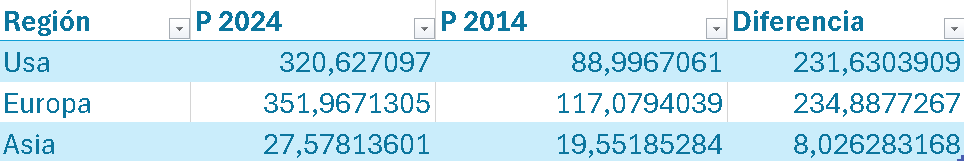 Región P 2024 P 2014 Diferencia
Usa 320,627097 88,9967061 231,6303909
Europa 351,9671305 117,0794039 234,8877267
Asia 27,57813601 19,55185284 8,026283168